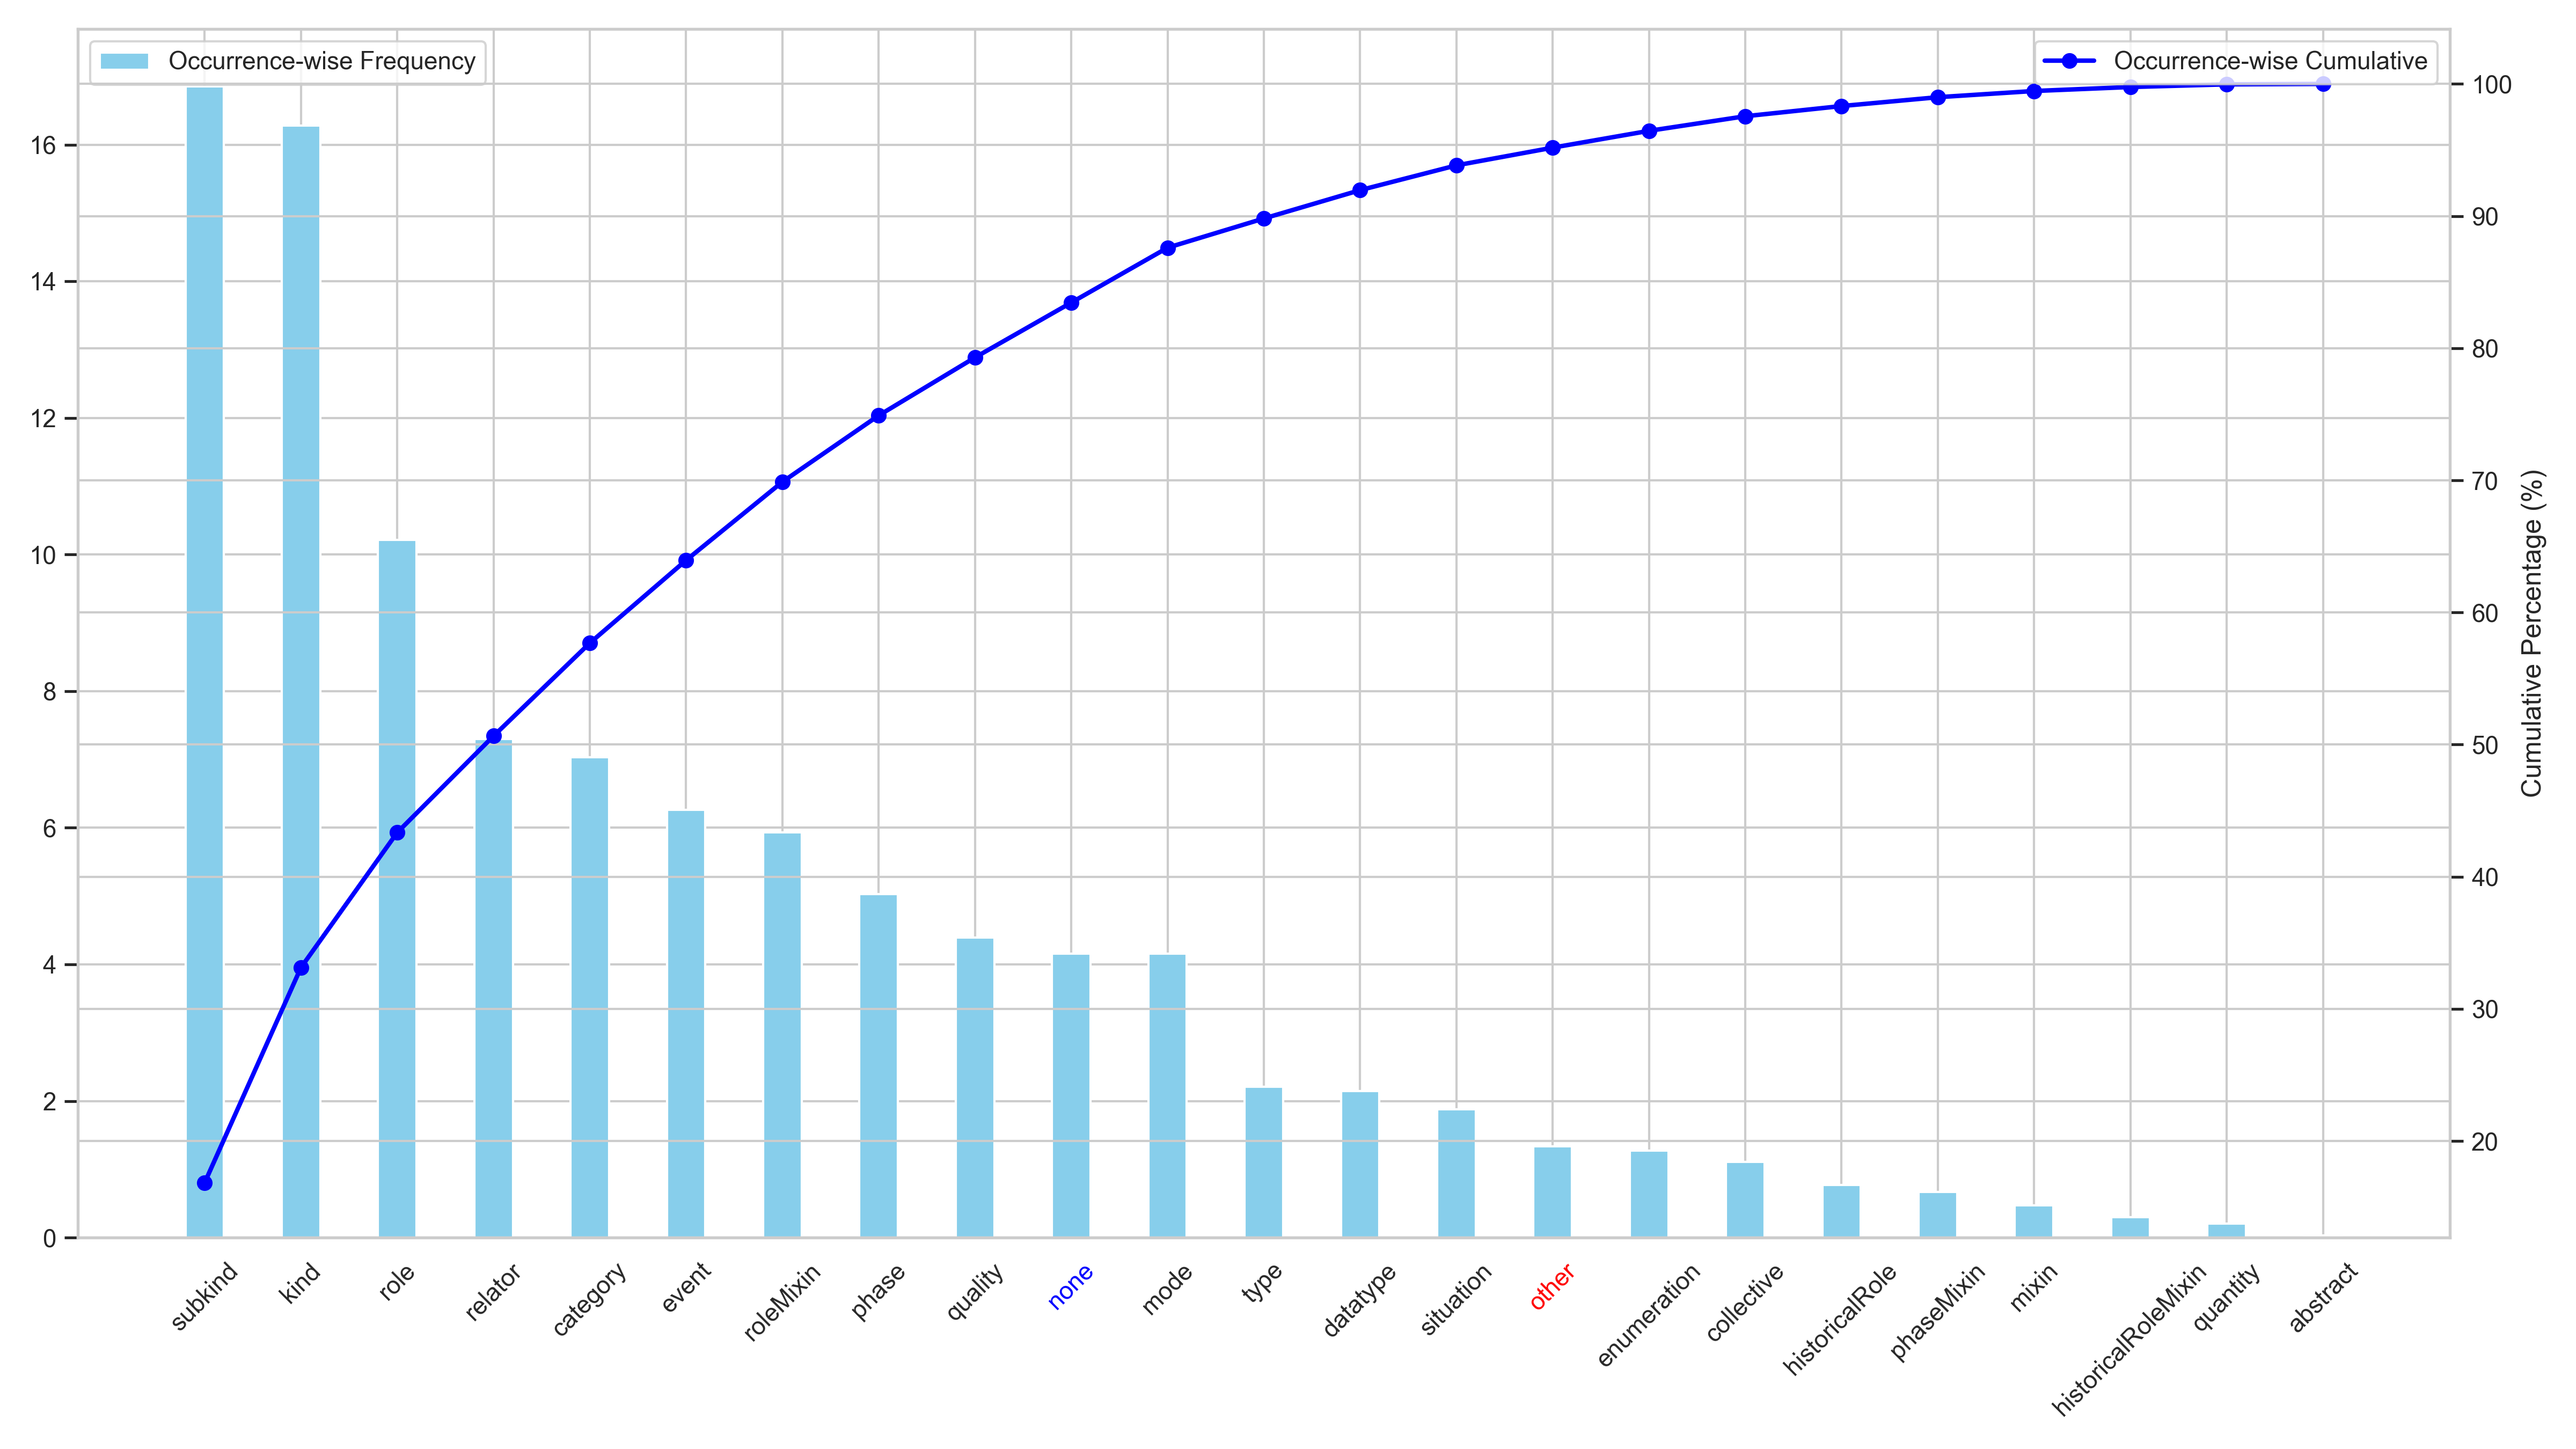 Occurrence-wise Frequency
Occurrence-wise Cumulative
16
14
12
10
8
6
4
2
0
100
90
80
70
60
50
40
30
20
Cumulative Percentage (%)
subkind
kind
role
relator
category
event
roleMixin
phase
quality
none
mode
type
datatype
situation
other
enumeration
collective
historicalRole
phaseMixin
mixin
historicalRoleMixin
quantity
abstract